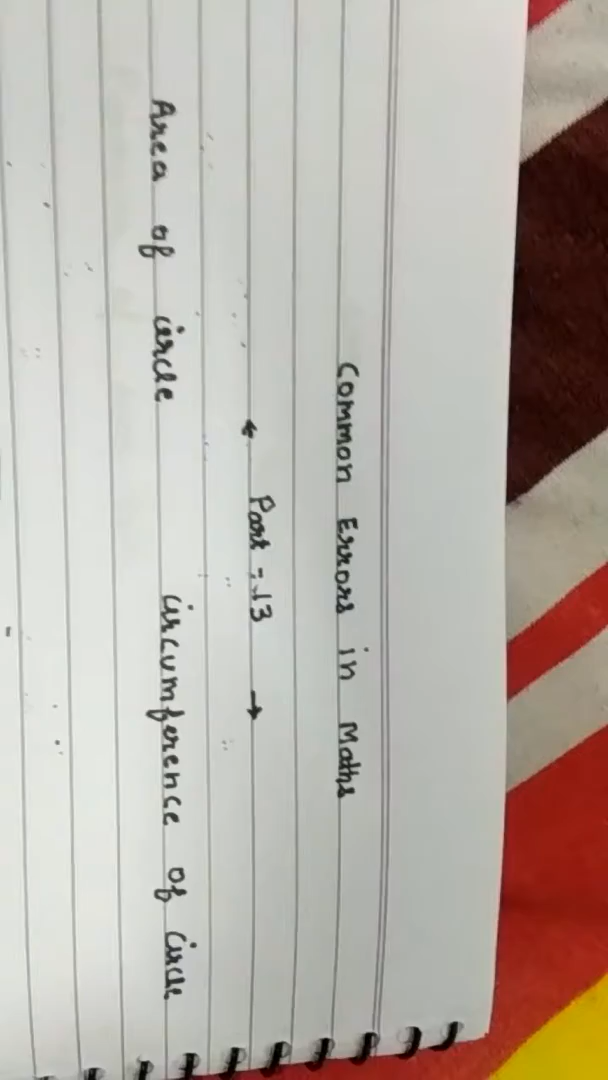 Common Errors in Maths
← Part - 13 →
Area of circle circumference of circle